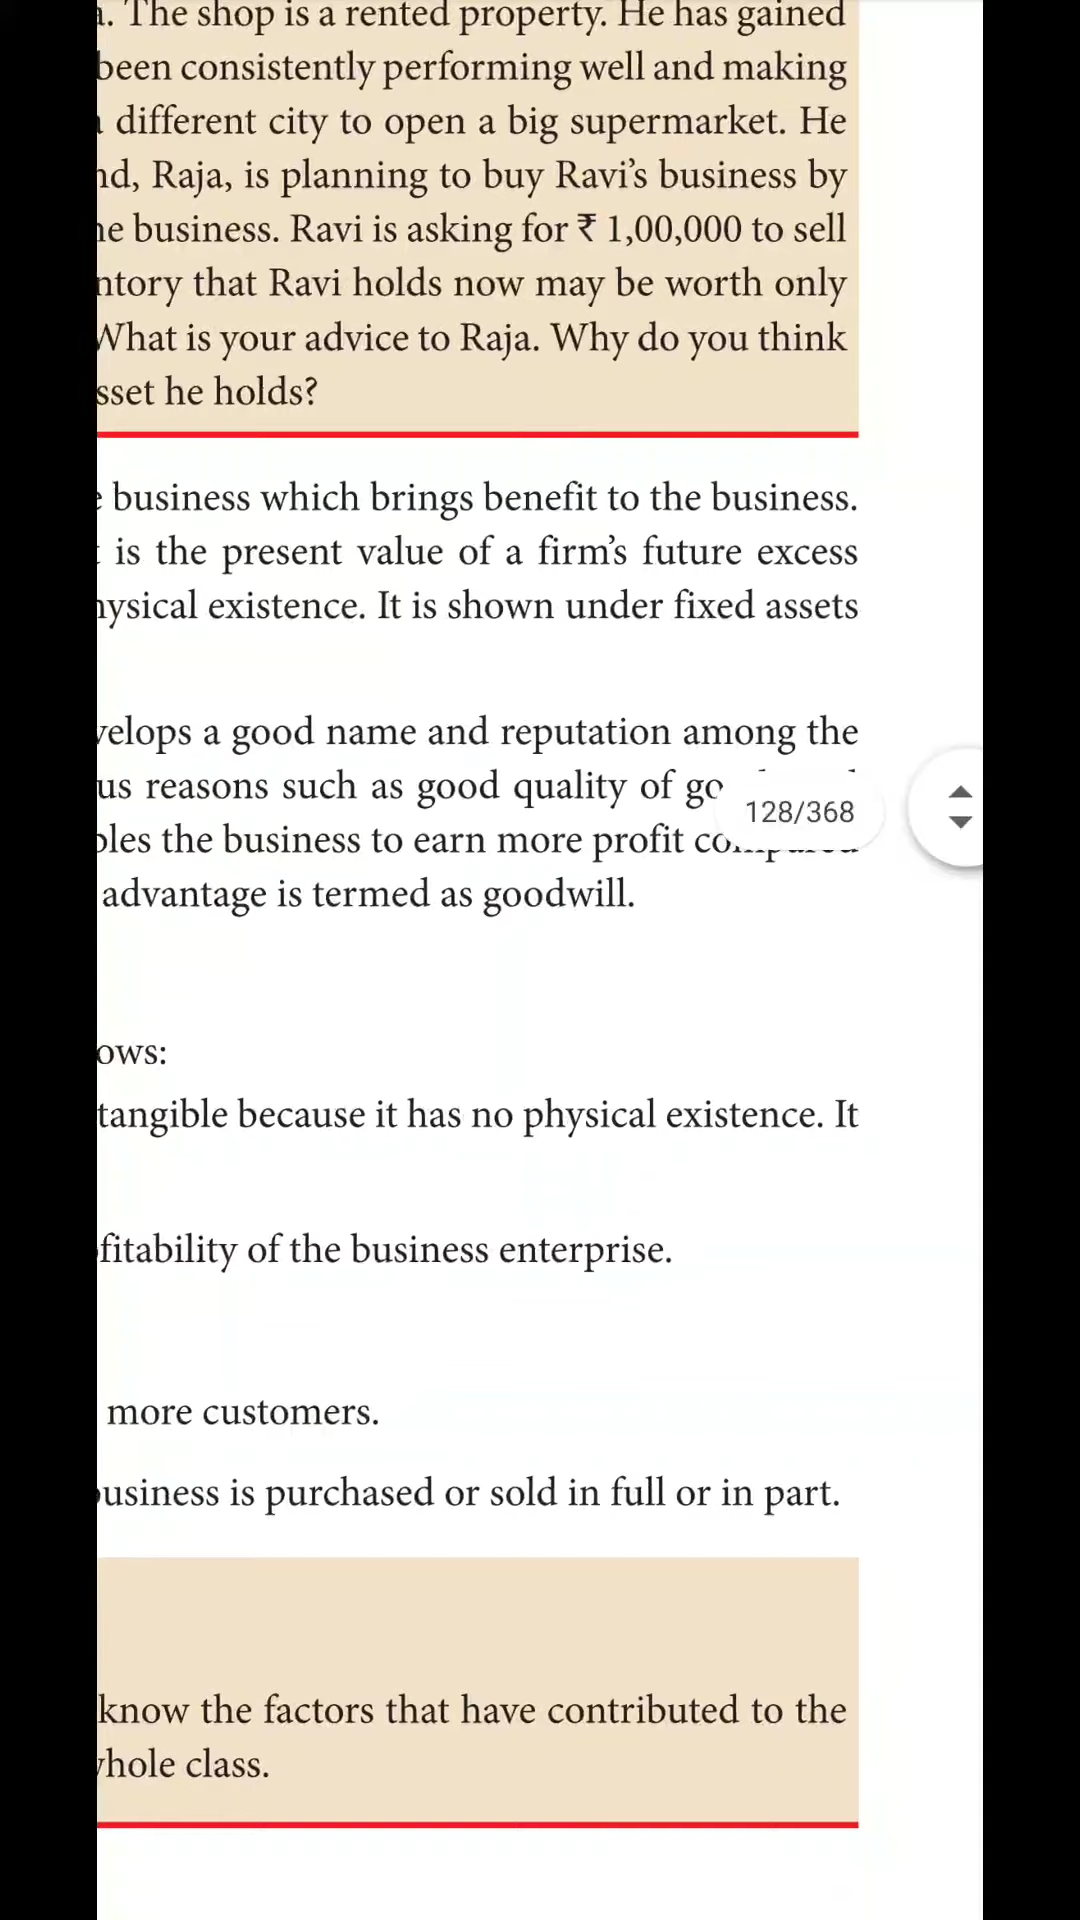 . The shop is a rented property. He has gained
been consistently performing well and making
different city to open a big supermarket. He
nd, Raja, is planning to buy Ravi’s business by
he business. Ravi is asking for ₹ 1,00,000 to sell
ntory that Ravi holds now may be worth only
What is your advice to Raja. Why do you think
sset he holds?
business which brings benefit to the business.
is the present value of a firm’s future excess
hysical existence. It is shown under fixed assets
velops a good name and reputation among the
us reasons such as good quality of
128/368
bles the business to earn more profit
advantage is termed as goodwill.
ows:
tangible because it has no physical existence. It
fitability of the business enterprise.
more customers.
business is purchased or sold in full or in part.
know the factors that have contributed to the
whole class.